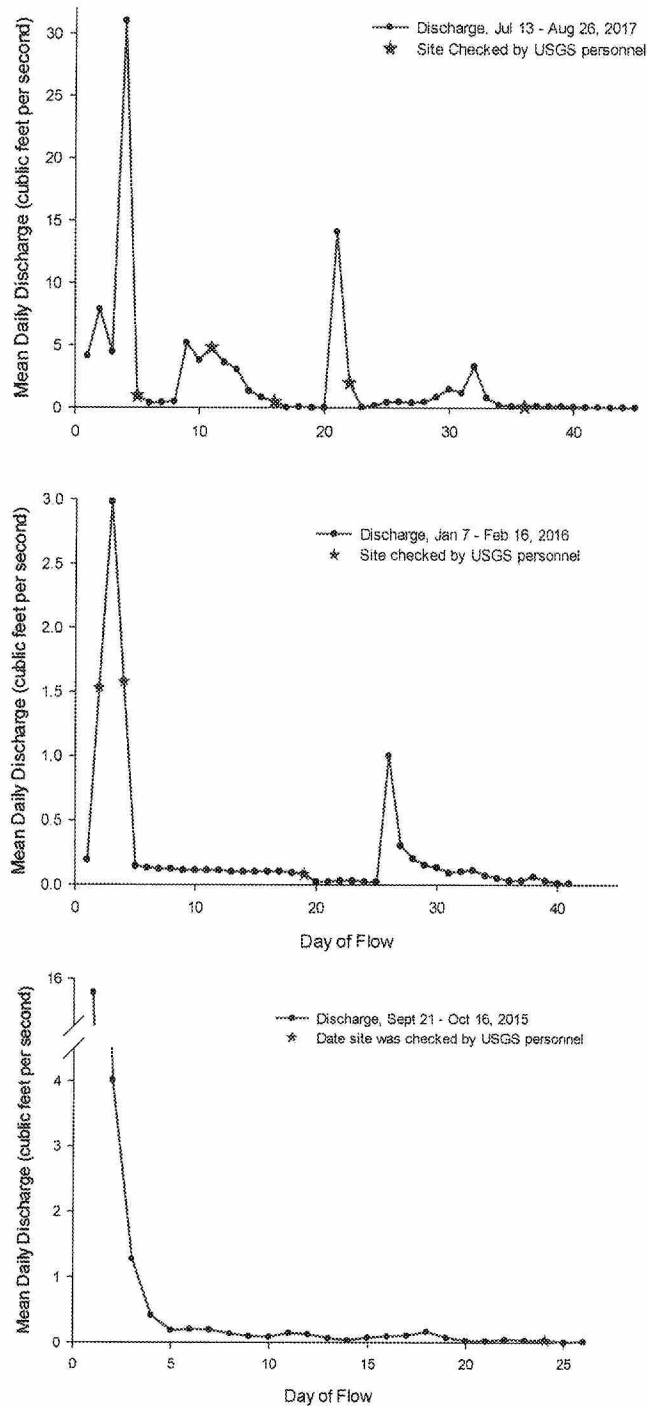 Mean Daily Discharge (cublic feet per second)
30
25
20
15
10
5
0
Discharge, Jul 13 - Aug 26, 2017
Site Checked by USGS personnel
0 10 20 30 40
Mean Daily Discharge (cublic feet per second)
3.0
2.5
2.0
1.5
1.0
0.5
0.0
Discharge, Jan 7 - Feb 16, 2016
Site checked by USGS personnel
0 10 20 30 40
Day of Flow
Mean Daily Discharge (cublic feet per second)
16
4
3
2
1
0
Discharge, Sept 21 - Oct 16, 2015
Date site was checked by USGS personnel
0 5 10 15 20 25
Day of Flow